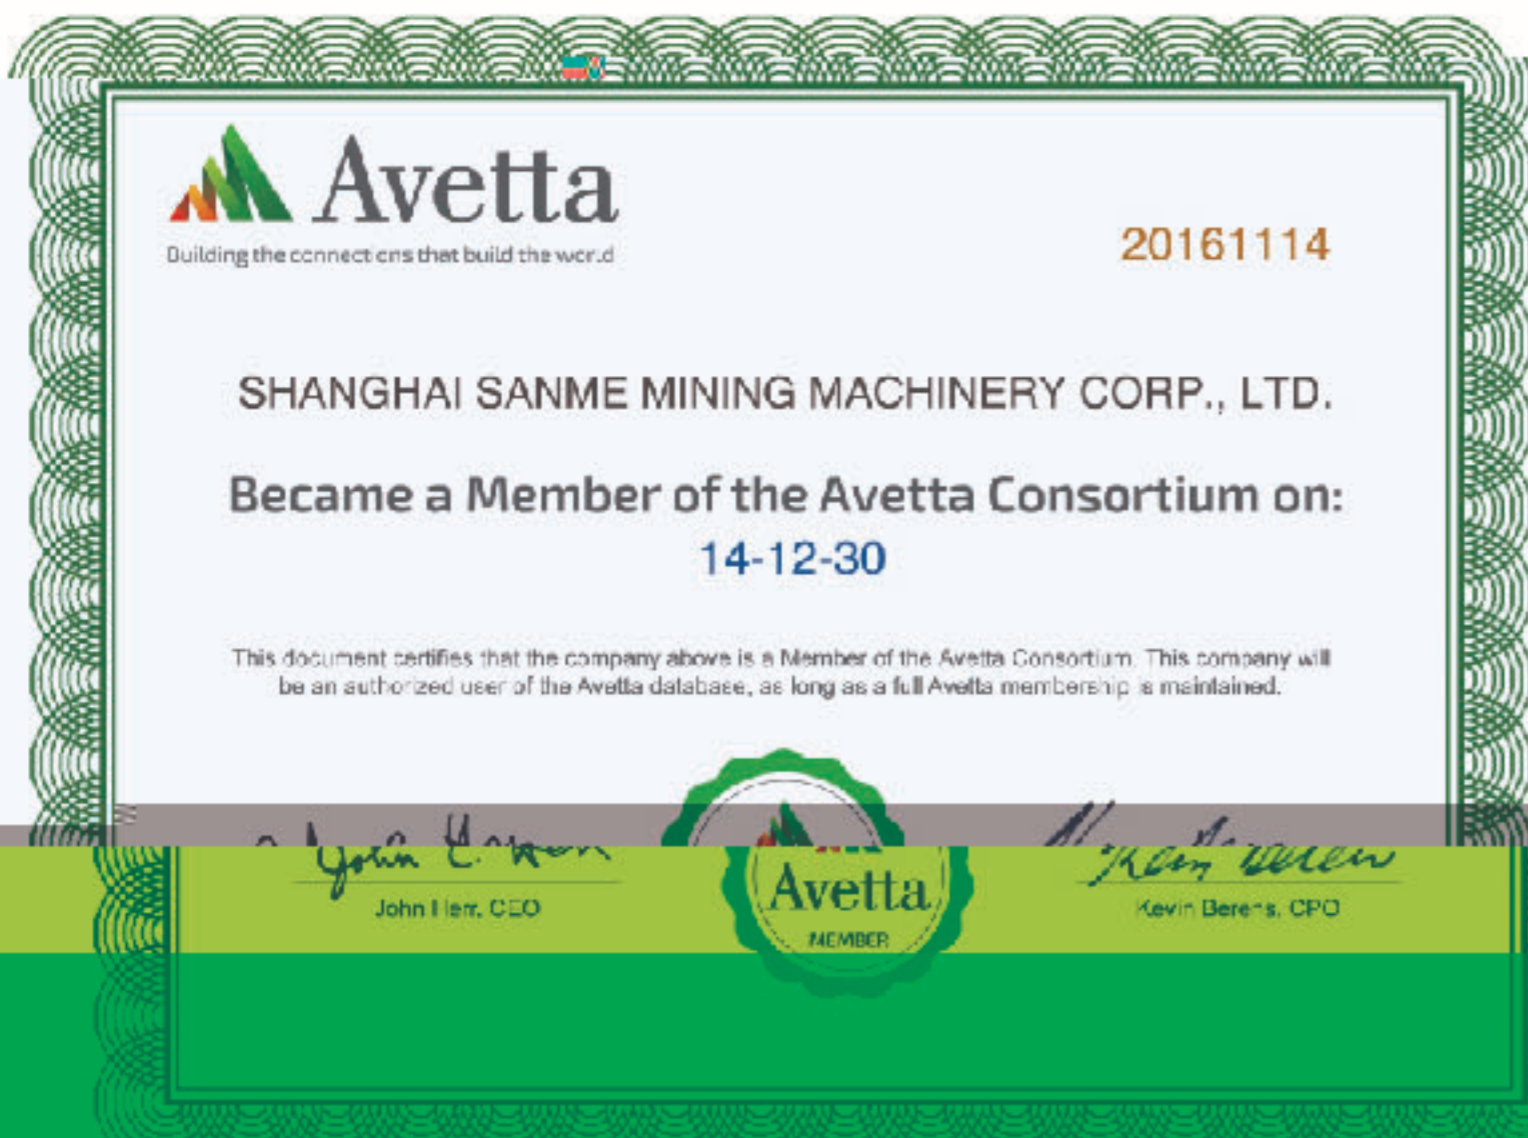 Avetta
Building the connections that build the world
20161114
SHANGHAI SANME MINING MACHINERY CORP., LTD.
Became a Member of the Avetta Consortium on:
14-12-30
This document certifies that the company above is a Member of the Avetta Consortium. This company will
be an authorized user of the Avetta database, as long as a full Avetta membership is maintained.
John Herr, CEO
Avetta
MEMBER
Kevin Berens, CPO